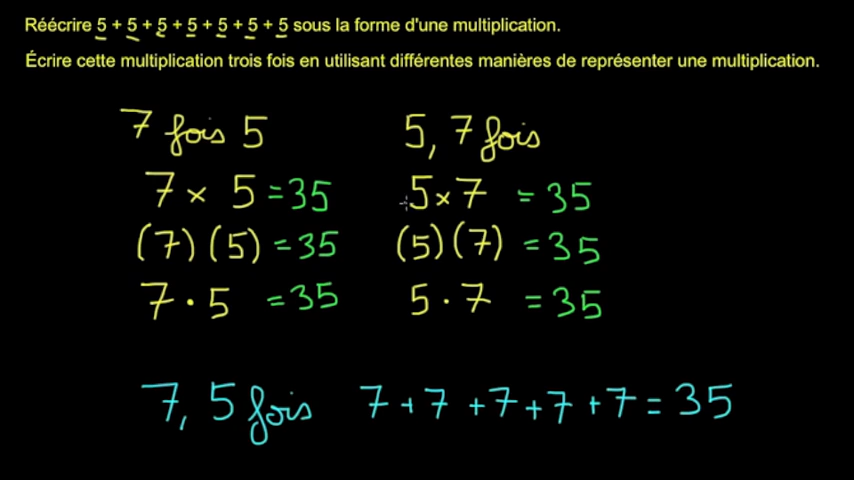 Réécrire 5 + 5 + 5 + 5 + 5 + 5 + 5 sous la forme d'une multiplication.
Écrire cette multiplication trois fois en utilisant différentes manières de représenter une multiplication.
7 fois 5 5, 7 fois
7 × 5 = 35 5 × 7 = 35
(7) (5) = 35 (5) (7) = 35
7 · 5 = 35 5 · 7 = 35
7, 5 fois 7 + 7 + 7 + 7 + 7 = 35